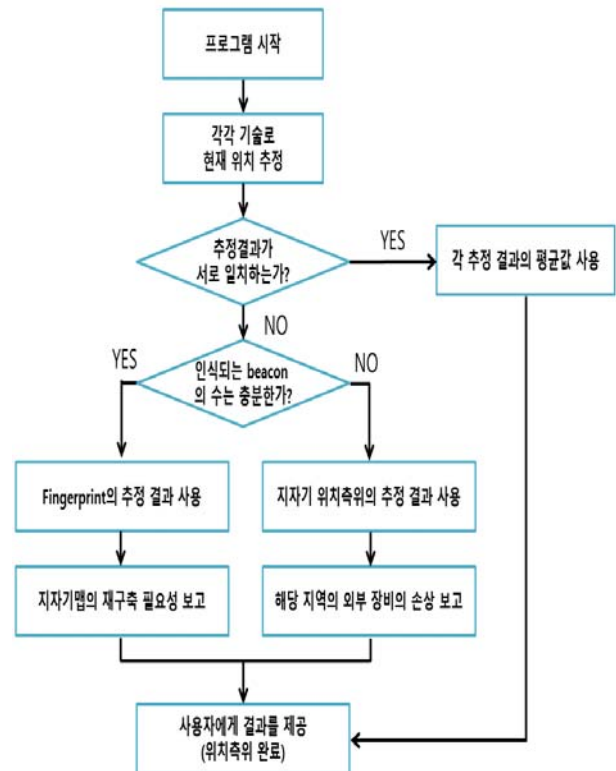 프로그램 시작
각각 기술로
현재 위치 추정
추정결과가
서로 일치하는가?
YES
각 추정 결과의 평균값 사용
NO
YES
인식되는 beacon
의 수는 충분한가?
NO
Fingerprint의 추정 결과 사용
지자기 위치측위의 추정 결과 사용
지자기맵의 재구축 필요성 보고
해당 지역의 외부 장비의 손상 보고
사용자에게 결과를 제공
(위치측위 완료)